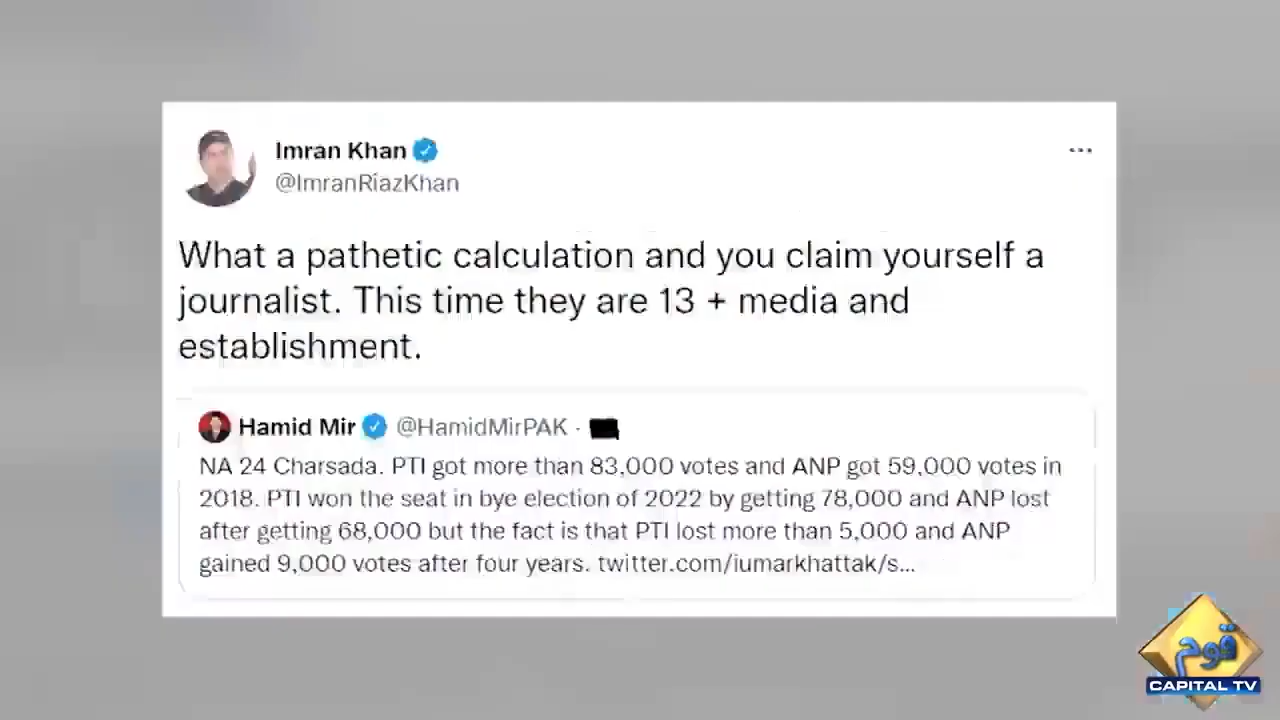 Imran Khan
@ImranRiazKhan
What a pathetic calculation and you claim yourself a
journalist. This time they are 13 + media and
establishment.
Hamid Mir @HamidMirPAK ·
NA 24 Charsada. PTI got more than 83,000 votes and ANP got 59,000 votes in
2018. PTI won the seat in bye election of 2022 by getting 78,000 and ANP lost
after getting 68,000 but the fact is that PTI lost more than 5,000 and ANP
gained 9,000 votes after four years. twitter.com/iumarkhattak/s...
قوم
CAPITAL TV